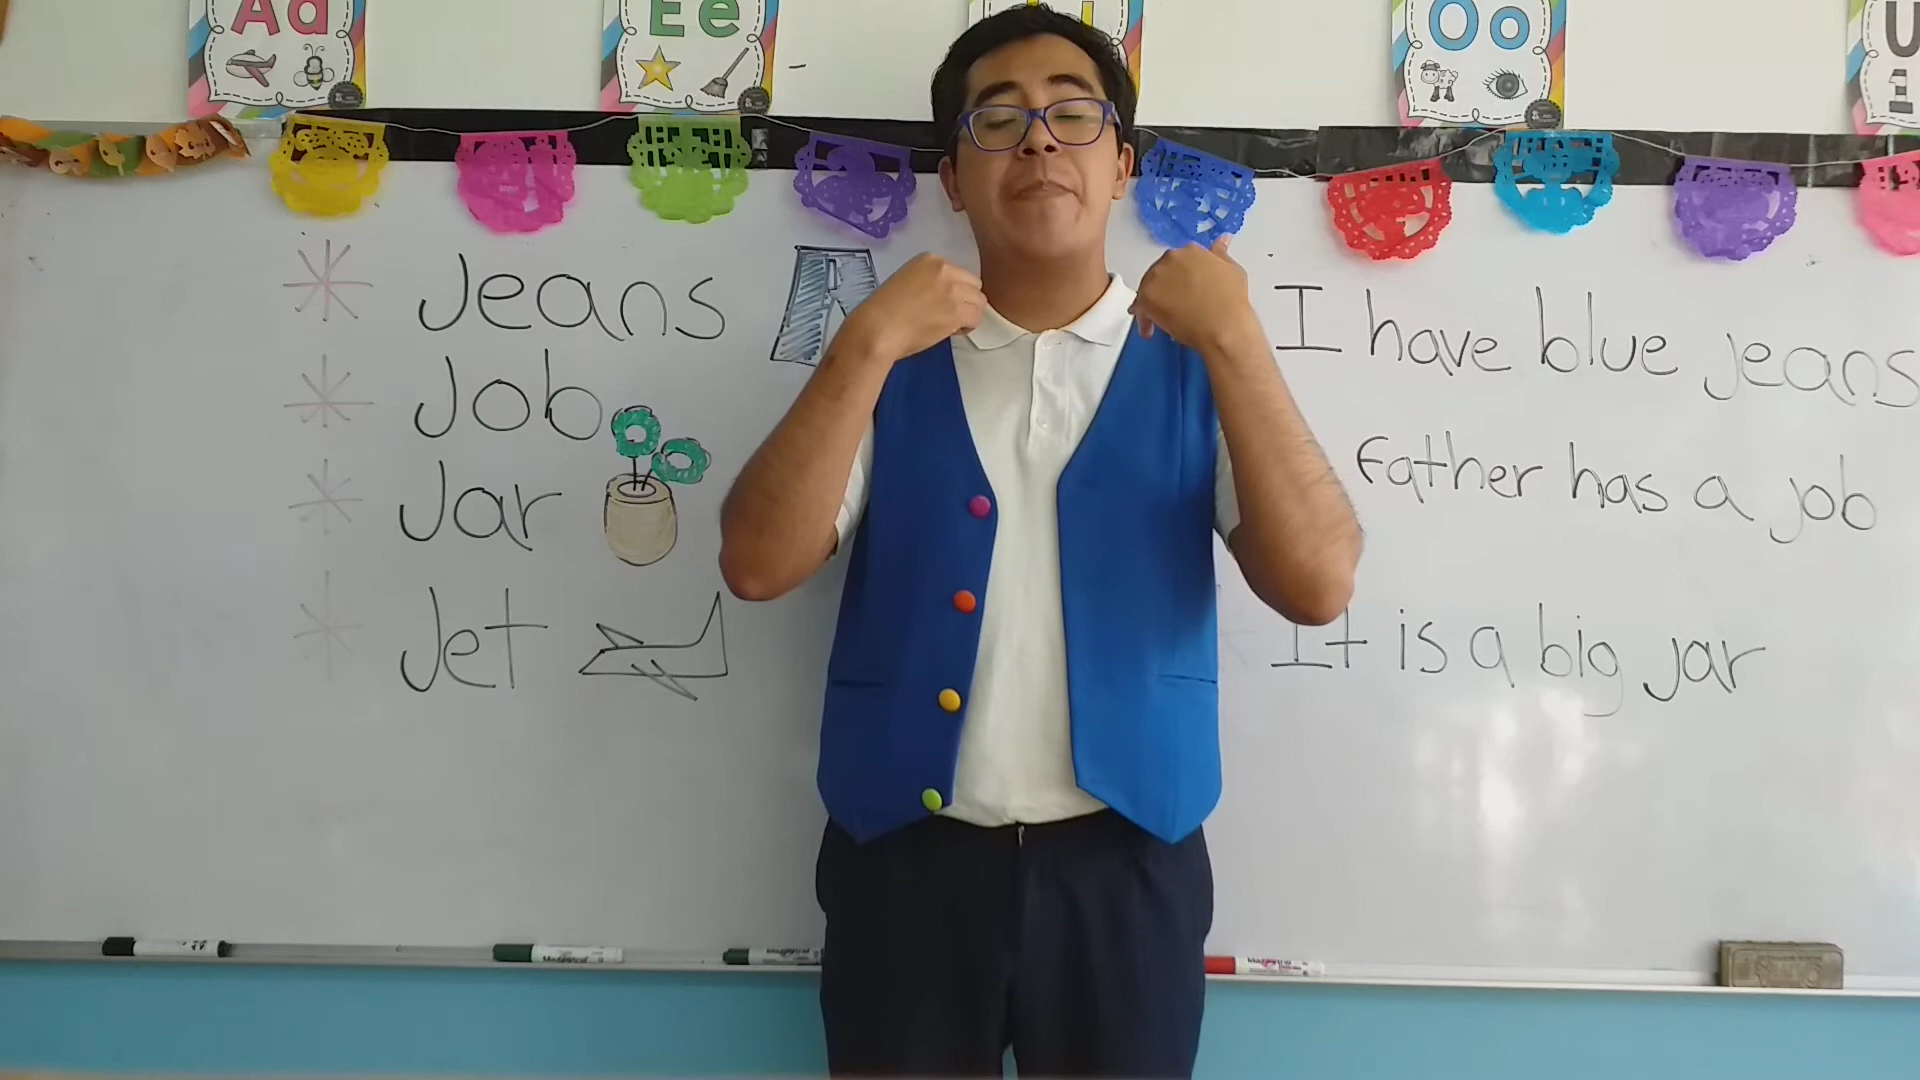 Aa
Ee
Oo
U
Jeans
Job
Jar
Jet
I have blue jeans
Father has a job
It is a big jar